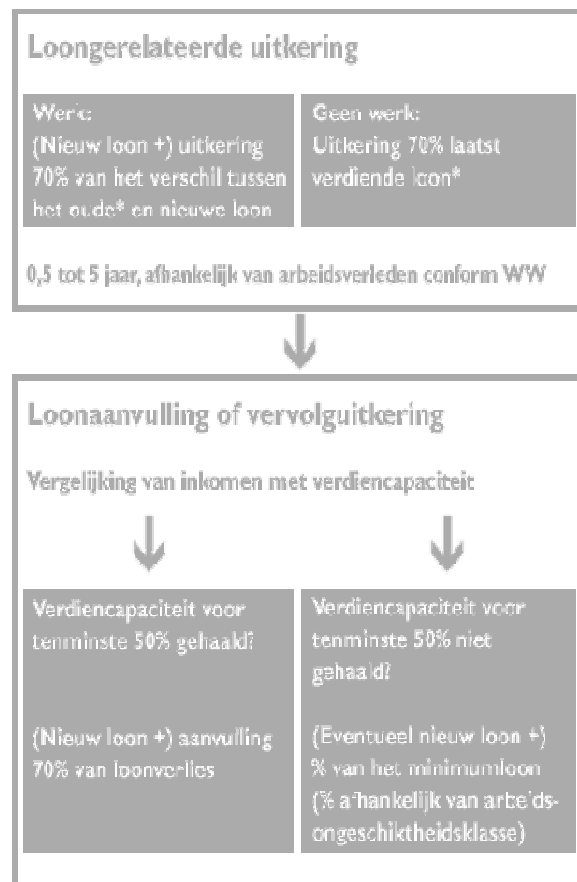 Loongerelateerde uitkering
Werk:
(Nieuw loon +) uitkering
70% van het verschil tussen
het oude* en nieuwe loon
Geen werk:
Uitkering 70% laatst
verdiende loon*
0,5 tot 5 jaar, afhankelijk van arbeidsverleden conform WW
Loonaanvulling of vervolguitkering
Vergelijking van inkomen met verdiencapaciteit
Verdiencapaciteit voor
tenminste 50% gehaald?
(Nieuw loon +) aanvulling
70% van loonverlies
Verdiencapaciteit voor
tenminste 50% niet
gehaald?
(Eventueel nieuw loon +)
% van het minimumloon
(% afhankelijk van arbeids-
ongeschiktheidsklasse)